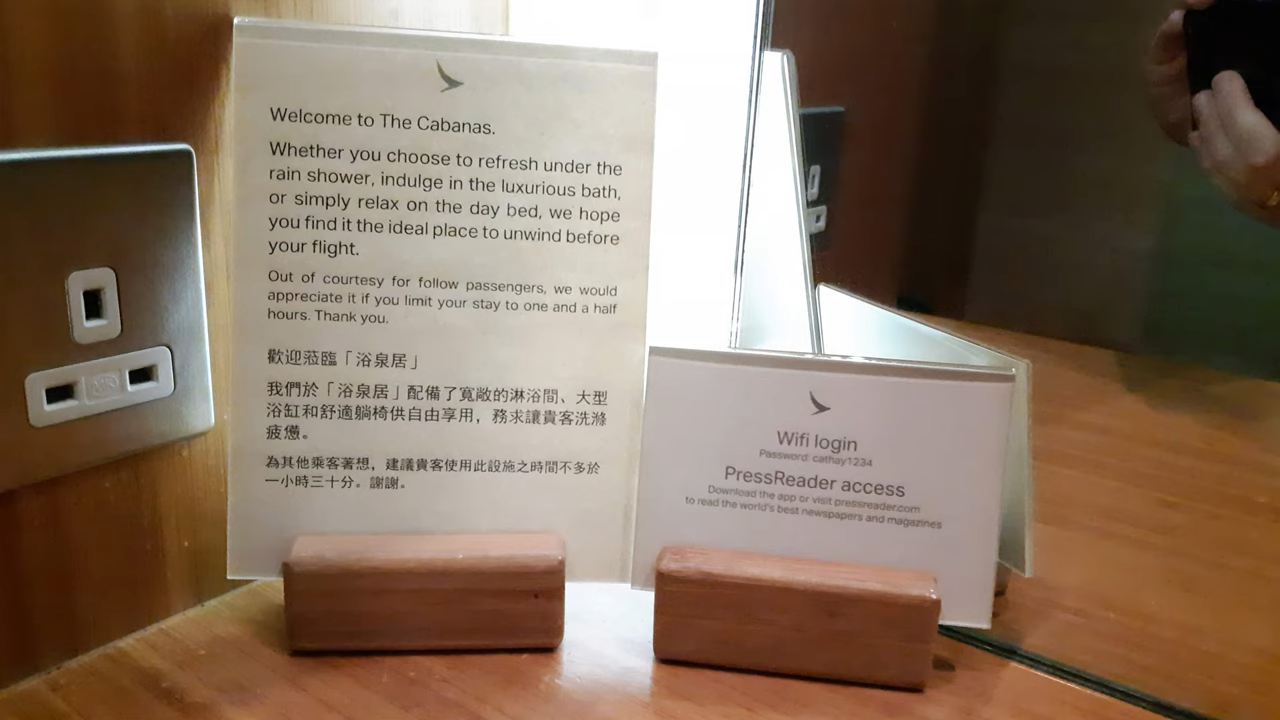 Welcome to The Cabanas.
Whether you choose to refresh under the
rain shower, indulge in the luxurious bath,
or simply relax on the day bed, we hope
you find it the ideal place to unwind before
your flight.
Out of courtesy for follow passengers, we would
appreciate it if you limit your stay to one and a half
hours. Thank you.
歡迎蒞臨「浴泉居」
我們於「浴泉居」配備了寬敞的淋浴間、大型
浴缸和舒適躺椅供自由享用，務求讓貴客洗滌
疲憊。
為其他乘客著想，建議貴客使用此設施之時間不多於
一小時三十分。謝謝。
Wifi login
Password: cathay1234
PressReader access
Download the app or visit pressreader.com
to read the world's best newspapers and magazines